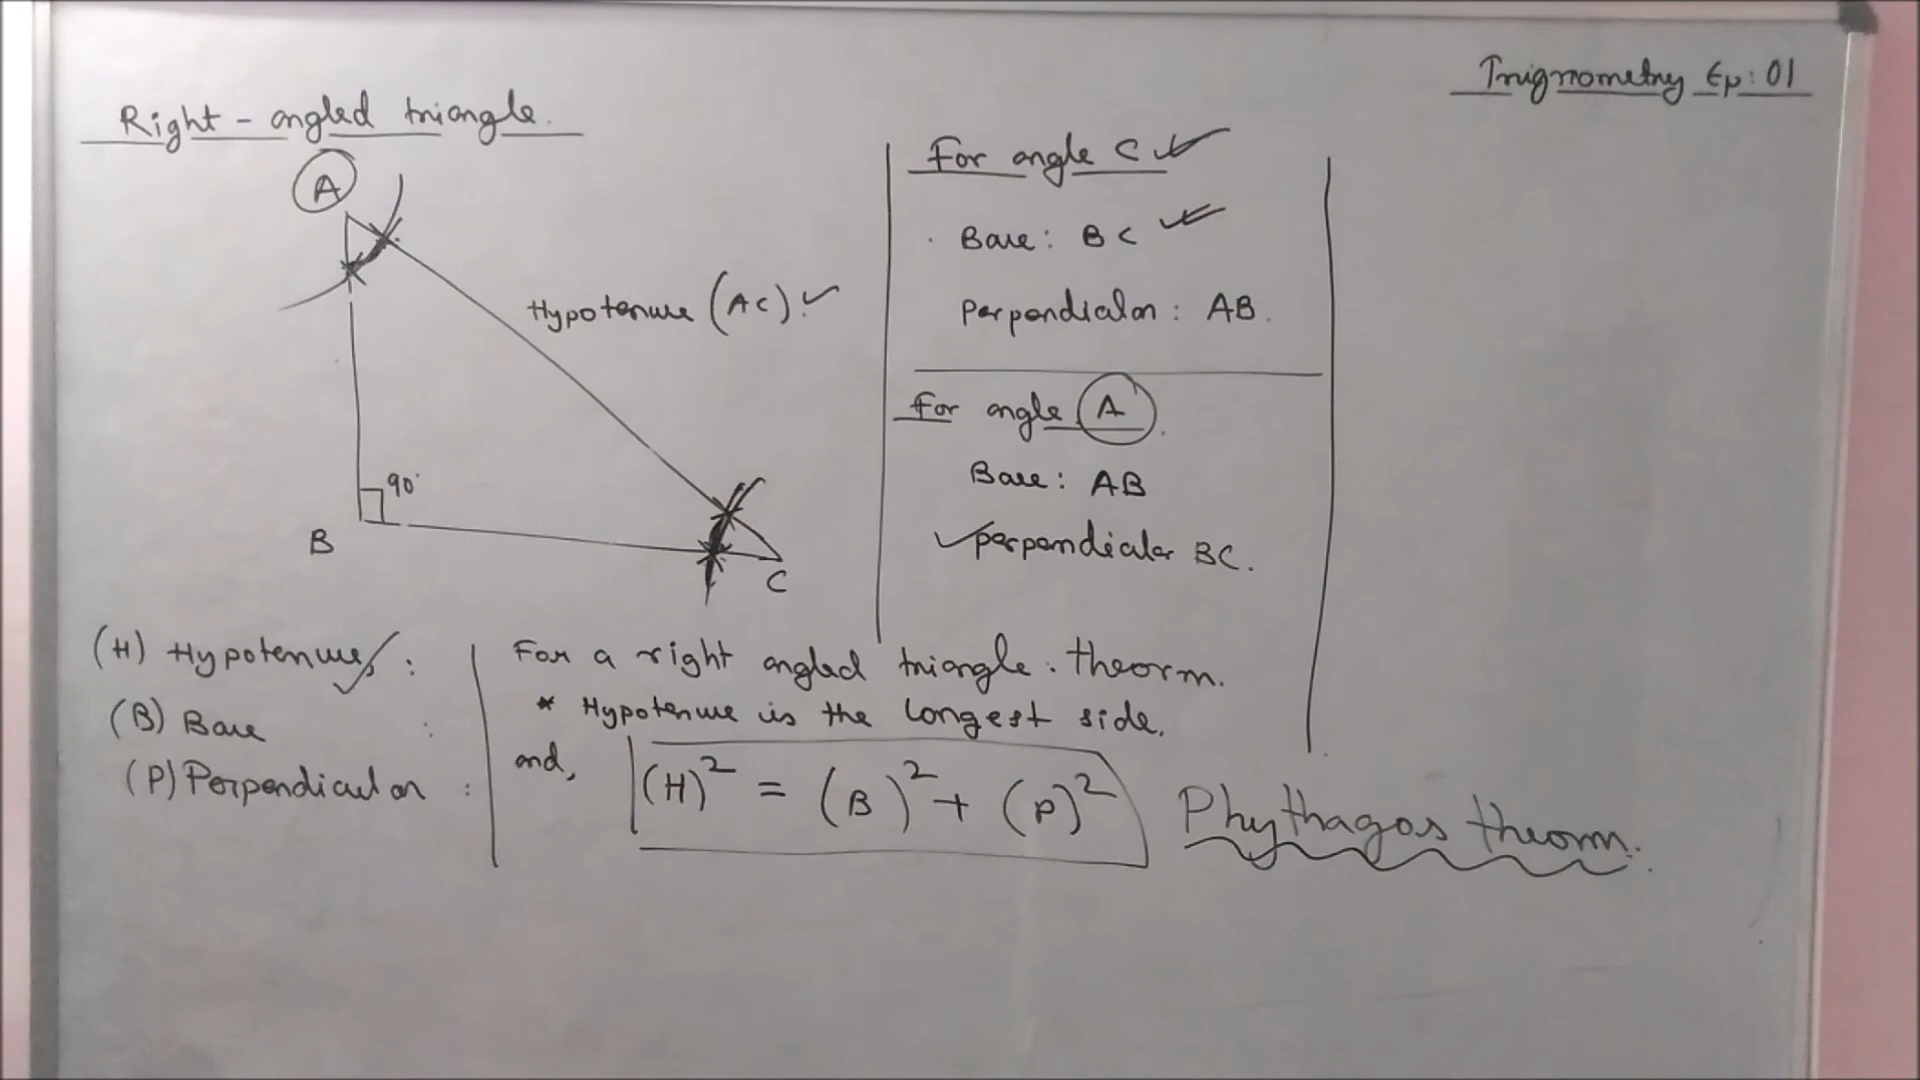 Trignometry Ep: 01
Right - angled triangle.
A
Hypotenuse (AC).
90°
B
C
For angle C
Base: BC
Perpendicular: AB.
For angle A
Base: AB
perpendicular BC.
(H) Hypotenuse, :
(B) Base :
(P) Perpendicular :
For a right angled triangle. theorm.
* Hypotenuse is the longest side.
and,
(H)² = (B)² + (P)²
Phythagos theorm.